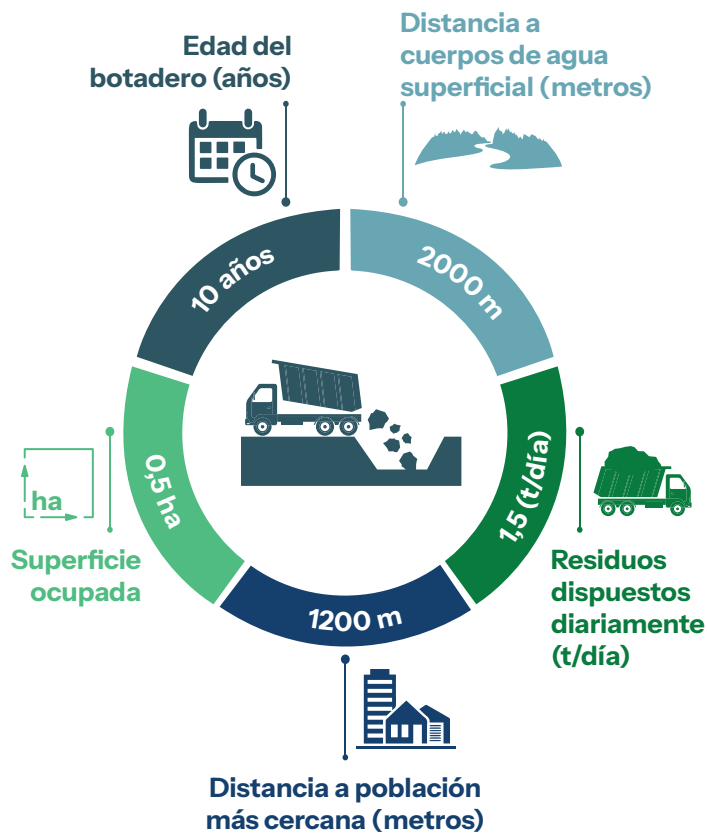 Edad del
botadero (años)
Distancia a
cuerpos de agua
superficial (metros)
10 años
2000 m
0,5 ha
1,5 (t/día)
1200 m
ha
Superficie
ocupada
Residuos
dispuestos
diariamente
(t/día)
Distancia a población
más cercana (metros)